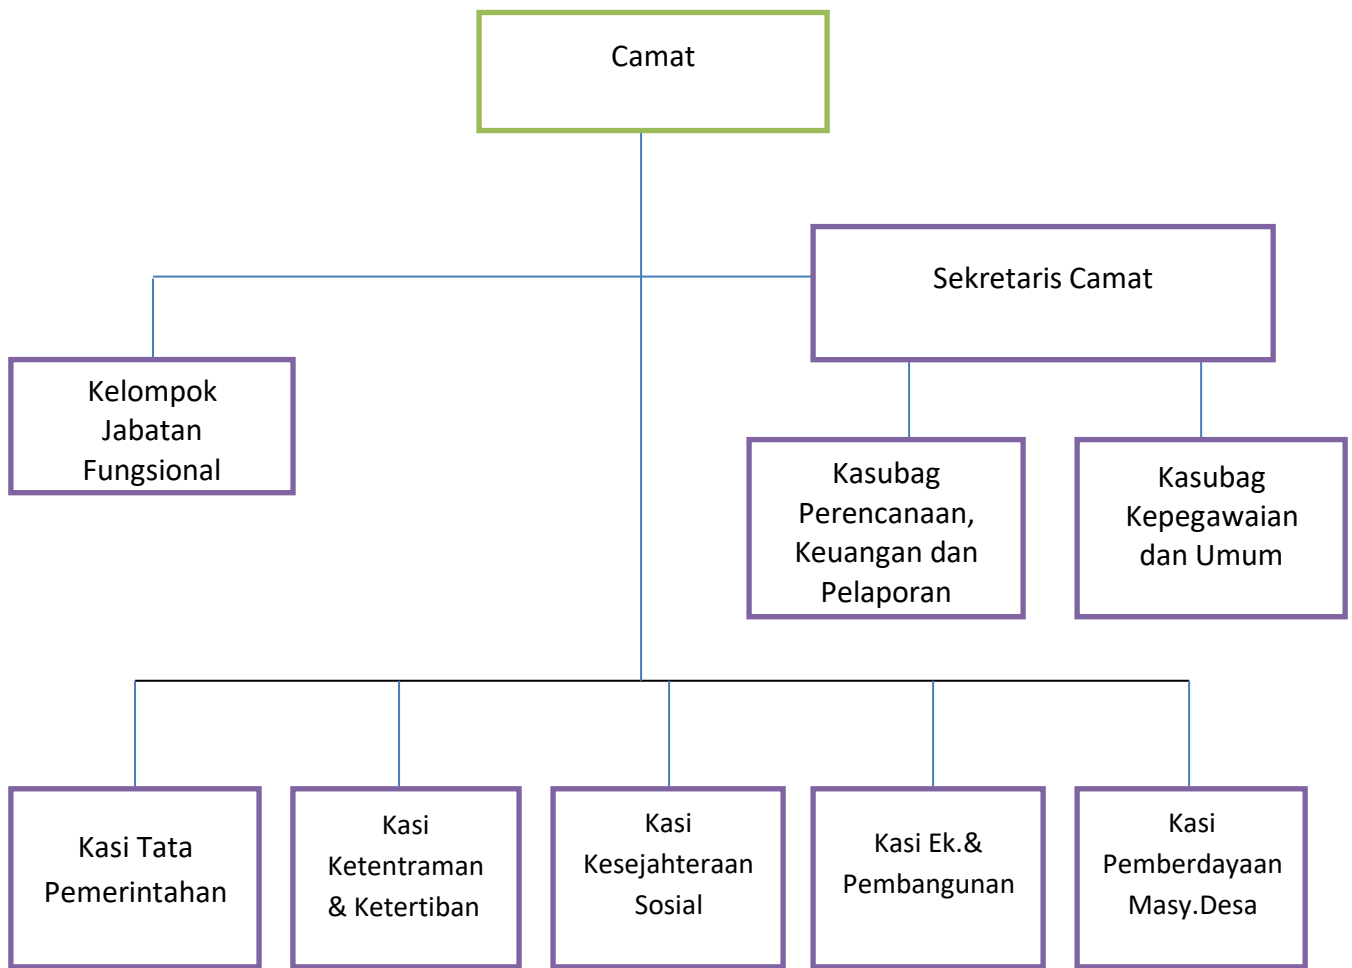 Camat
Sekretaris Camat
Kelompok
Jabatan
Fungsional
Kasubag
Perencanaan,
Keuangan dan
Pelaporan
Kasubag
Kepegawaian
dan Umum
Kasi Tata
Pemerintahan
Kasi
Ketentraman
& Ketertiban
Kasi
Kesejahteraan
Sosial
Kasi Ek.&
Pembangunan
Kasi
Pemberdayaan
Masy.Desa